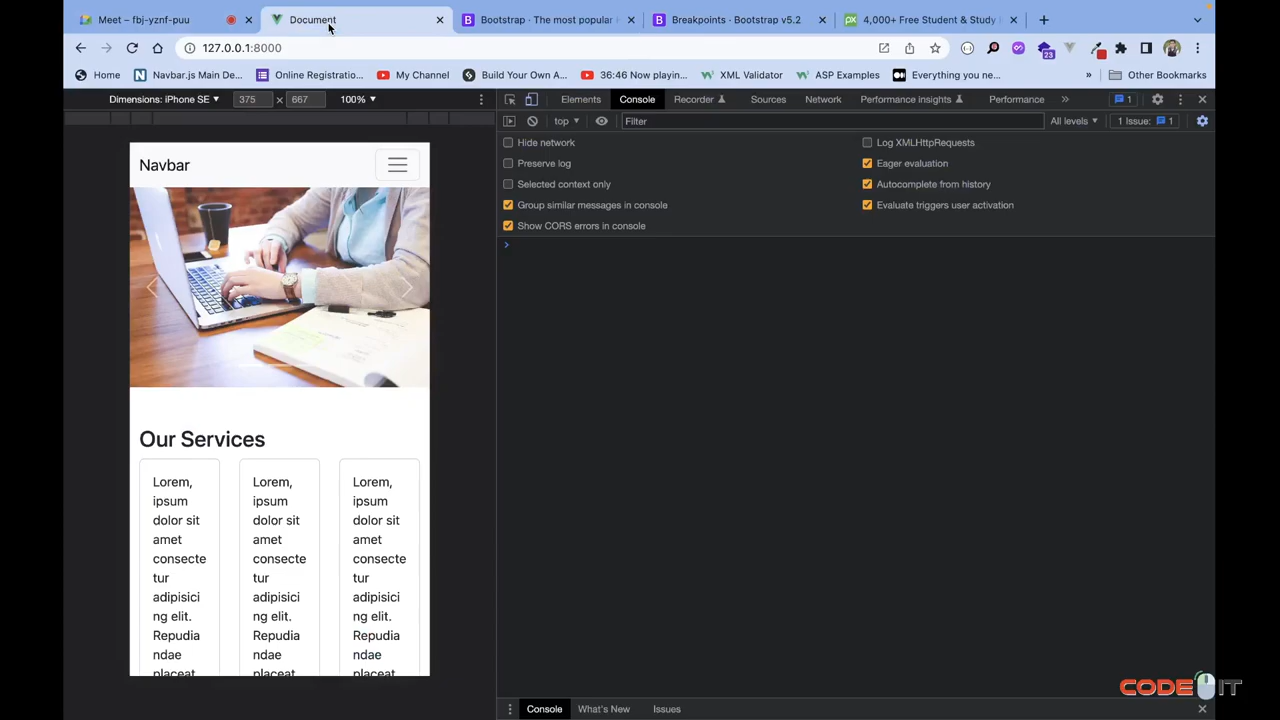 Meet – fbj-yznf-puu
Document
Bootstrap · The most popular
Breakpoints · Bootstrap v5.2
4,000+ Free Student & Study
127.0.0.1:8000
23
Home
Navbar.js Main De...
Online Registratio...
My Channel
Build Your Own A...
36:46 Now playin...
XML Validator
ASP Examples
Everything you ne...
»
Other Bookmarks
Dimensions: iPhone SE ▼
375 × 667
100% ▼
Elements
Console
Recorder
Sources
Network
Performance insights
Performance
»
1
top ▼
Filter
All levels ▼
1 Issue: 1
Hide network
Log XMLHttpRequests
Preserve log
Eager evaluation
Selected context only
Autocomplete from history
Group similar messages in console
Evaluate triggers user activation
Show CORS errors in console
Navbar
Our Services
Lorem,
ipsum
dolor sit
amet
consecte
tur
adipisici
ng elit.
Repudia
ndae
placeat
Lorem,
ipsum
dolor sit
amet
consecte
tur
adipisici
ng elit.
Repudia
ndae
placeat
Lorem,
ipsum
dolor sit
amet
consecte
tur
adipisici
ng elit.
Repudia
ndae
placeat
Console
What's New
Issues
CODE IT